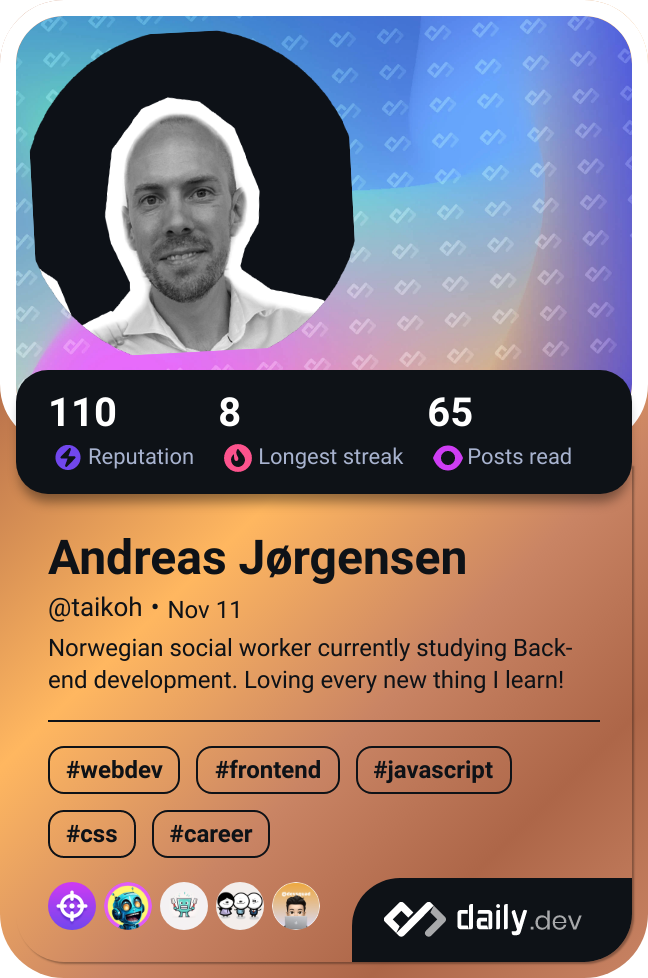 110 8 65
Reputation Longest streak Posts read
Andreas Jørgensen
@taikoh • Nov 11
Norwegian social worker currently studying Back-
end development. Loving every new thing I learn!
#webdev #frontend #javascript
#css #career
daily.dev